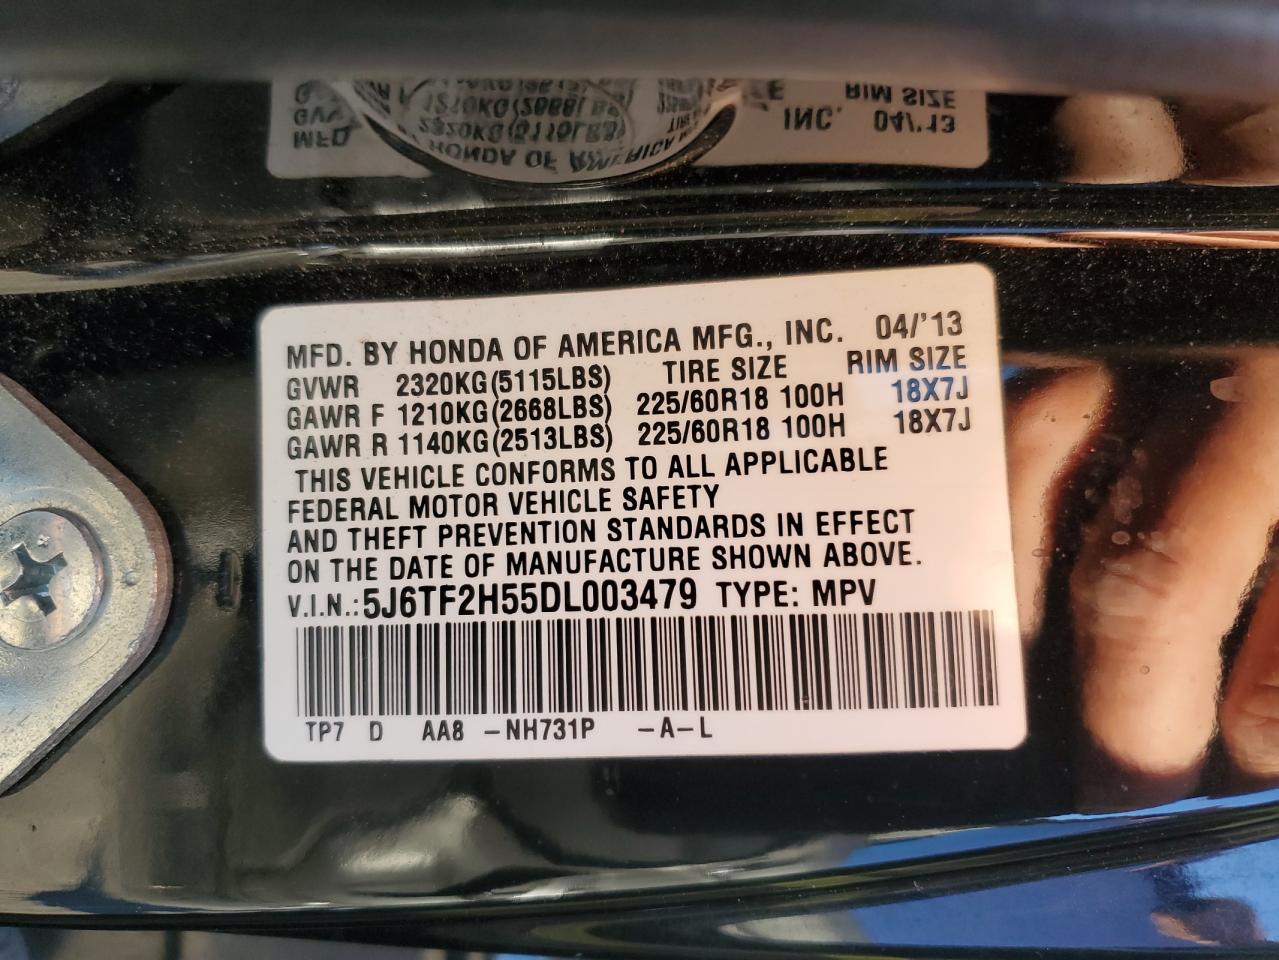 MFD. BY HONDA OF AMERICA MFG., INC. 04/'13
GVWR 2320KG(5115LBS) TIRE SIZE RIM SIZE
GAWR F 1210KG(2668LBS) 225/60R18 100H 18X7J
GAWR R 1140KG(2513LBS) 225/60R18 100H 18X7J
THIS VEHICLE CONFORMS TO ALL APPLICABLE
FEDERAL MOTOR VEHICLE SAFETY
AND THEFT PREVENTION STANDARDS IN EFFECT
ON THE DATE OF MANUFACTURE SHOWN ABOVE.
V.I.N.:5J6TF2H55DL003479 TYPE: MPV
TP7 D AA8 -NH731P -A-L